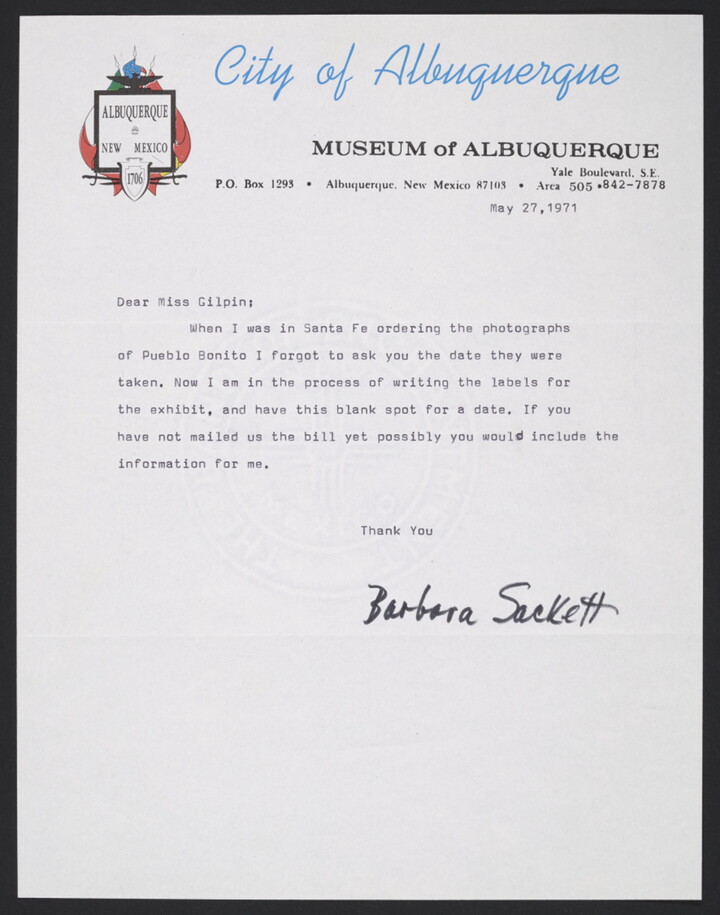 City of Albuquerque
ALBUQUERQUE
NEW MEXICO
1706
MUSEUM of ALBUQUERQUE
Yale Boulevard, S.E.
P.O. Box 1293 • Albuquerque, New Mexico 87103 • Area 505 •842-7878
May 27,1971
Dear Miss Gilpin;
When I was in Santa Fe ordering the photographs
of Pueblo Bonito I forgot to ask you the date they were
taken. Now I am in the process of writing the labels for
the exhibit, and have this blank spot for a date. If you
have not mailed us the bill yet possibly you would include the
information for me.
Thank You
Barbara Sackett